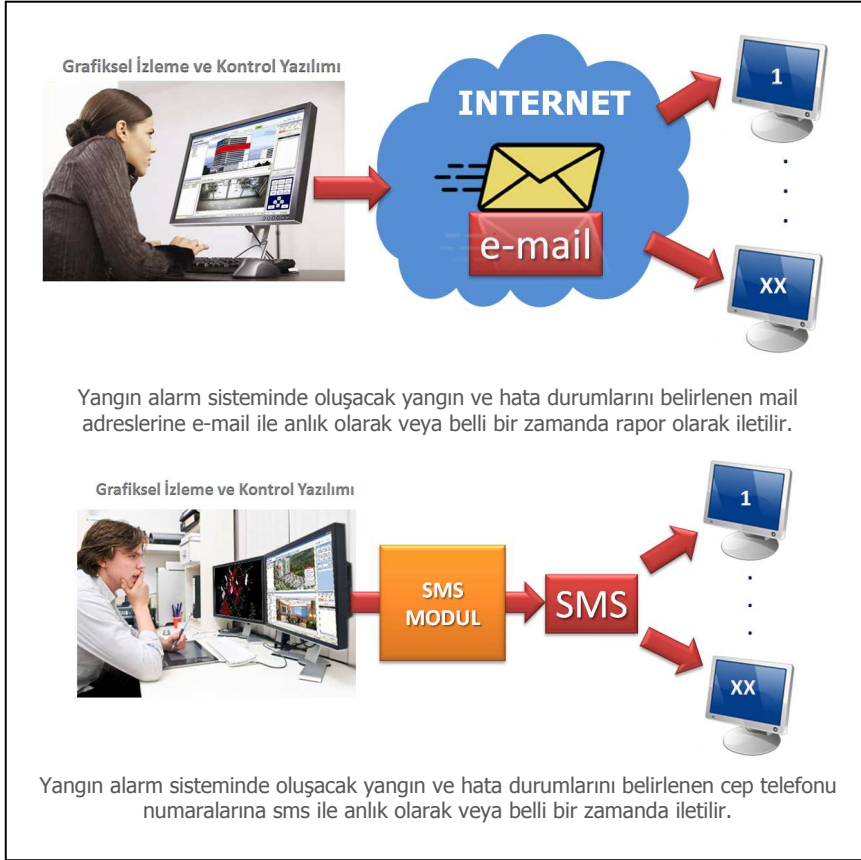 Grafiksel İzleme ve Kontrol Yazılımı
INTERNET
e-mail
1
XX
Yangın alarm sisteminde oluşacak yangın ve hata durumlarını belirlenen mail
adreslerine e-mail ile anlık olarak veya belli bir zamanda rapor olarak iletilir.
Grafiksel İzleme ve Kontrol Yazılımı
SMS
MODUL
SMS
1
XX
Yangın alarm sisteminde oluşacak yangın ve hata durumlarını belirlenen cep telefonu
numaralarına sms ile anlık olarak veya belli bir zamanda iletilir.